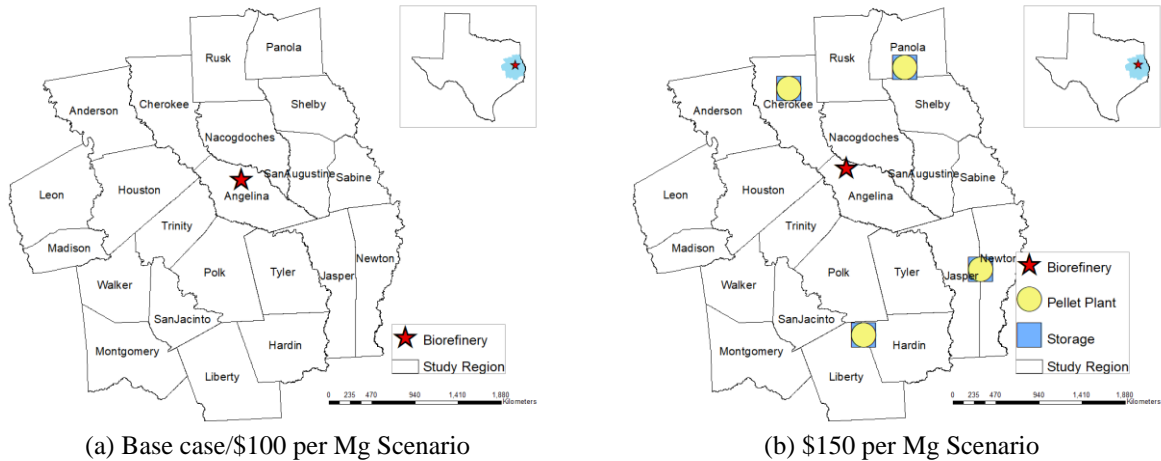 Rusk
Panola
Anderson
Cherokee
Shelby
Nacogdoches
Leon
Houston
SanAugustine
Sabine
Angelina
Trinity
Madison
Polk
Tyler
Jasper
Newton
Walker
SanJacinto
Montgomery
Hardin
Liberty
Biorefinery
Study Region
0 235 470 940 1,410 1,880
Kilometers
(a) Base case/$100 per Mg Scenario
Rusk
Panola
Anderson
Cherokee
Shelby
Nacogdoches
Leon
Houston
SanAugustine
Sabine
Angelina
Trinity
Madison
Polk
Tyler
Jasper
Newton
Walker
SanJacinto
Montgomery
Hardin
Liberty
Biorefinery
Pellet Plant
Storage
Study Region
0 235 470 940 1,410 1,880
Kilometers
(b) $150 per Mg Scenario